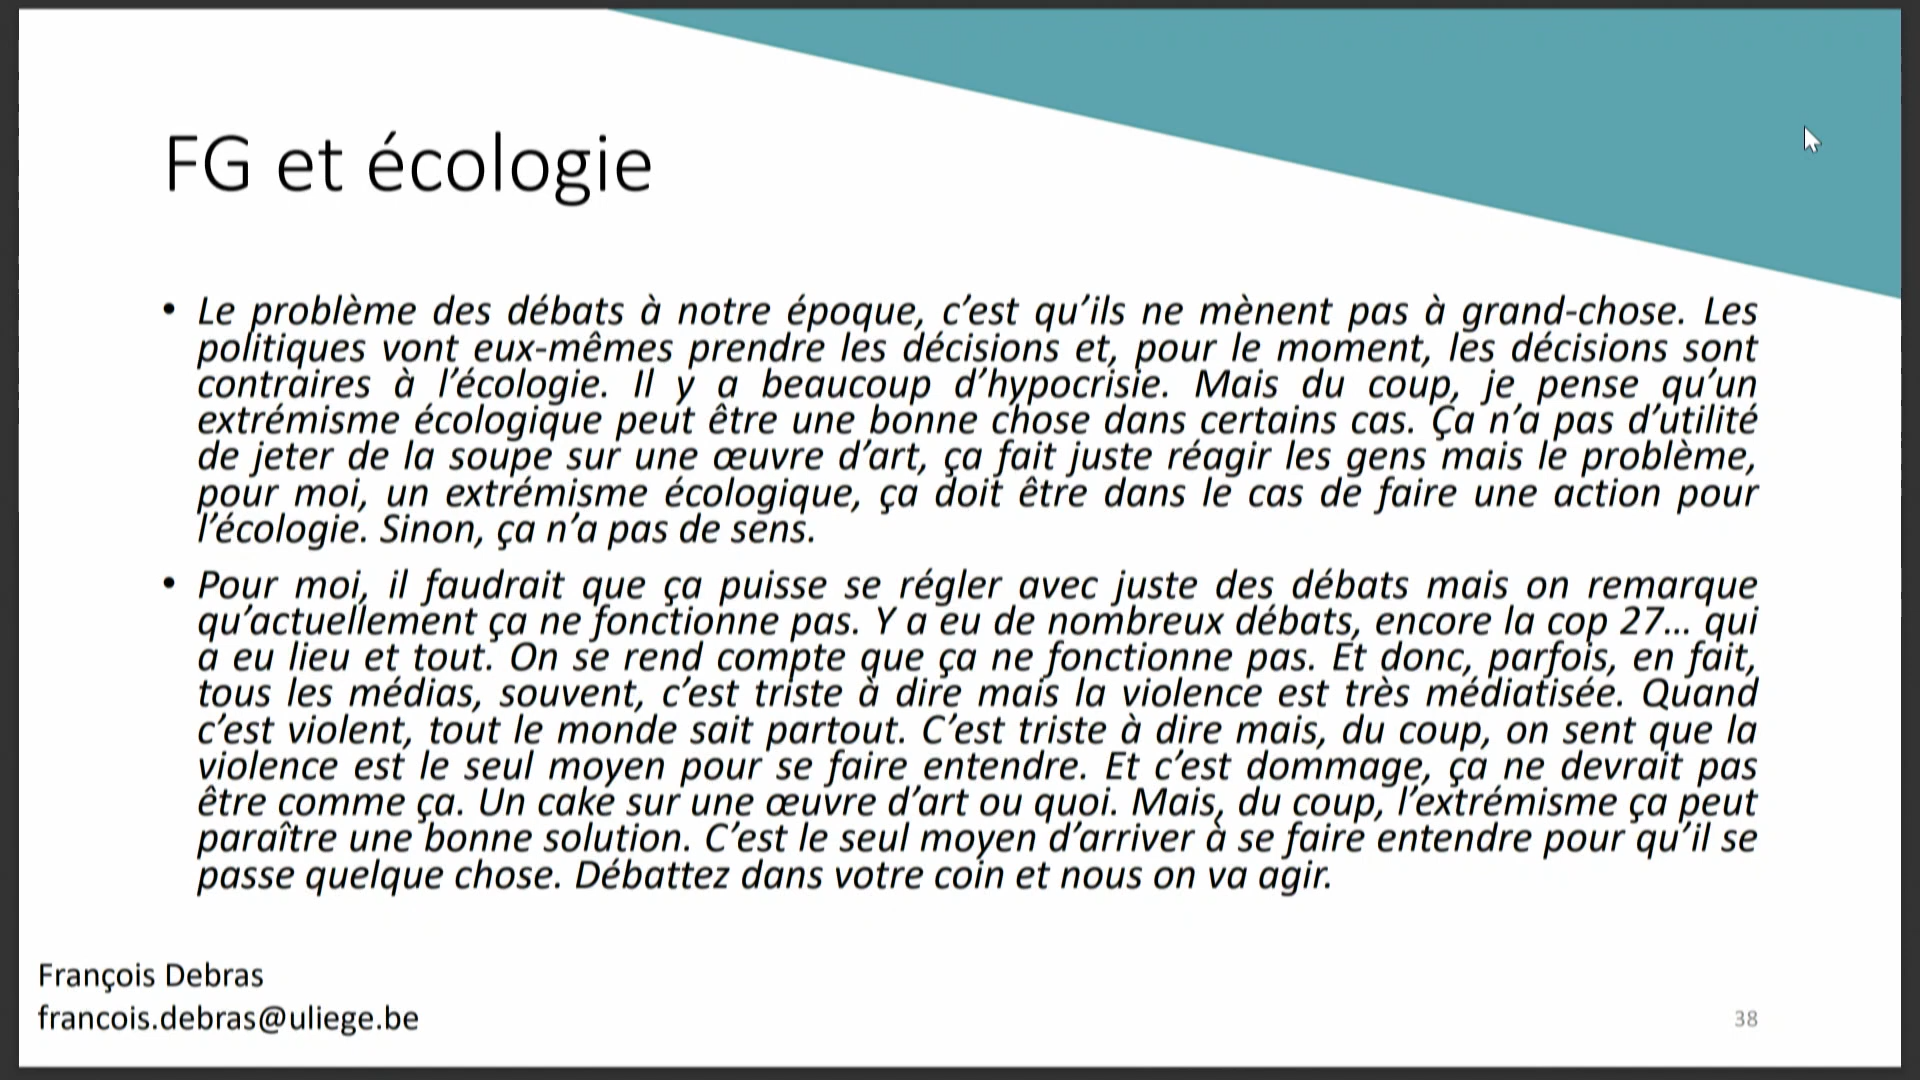 FG et écologie
• Le problème des débats à notre époque, c’est qu’ils ne mènent pas à grand-chose. Les
politiques vont eux-mêmes prendre les décisions et, pour le moment, les décisions sont
contraires à l’écologie. Il y a beaucoup d’hypocrisie. Mais du coup, je pense qu’un
extrémisme écologique peut être une bonne chose dans certains cas. Ça n’a pas d’utilité
de jeter de la soupe sur une œuvre d’art, ça fait juste réagir les gens mais le problème,
pour moi, un extrémisme écologique, ça doit être dans le cas de faire une action pour
l’écologie. Sinon, ça n’a pas de sens.
• Pour moi, il faudrait que ça puisse se régler avec juste des débats mais on remarque
qu’actuellement ça ne fonctionne pas. Y a eu de nombreux débats, encore la cop 27… qui
a eu lieu et tout. On se rend compte que ça ne fonctionne pas. Et donc, parfois, en fait,
tous les médias, souvent, c’est triste à dire mais la violence est très médiatisée. Quand
c’est violent, tout le monde sait partout. C’est triste à dire mais, du coup, on sent que la
violence est le seul moyen pour se faire entendre. Et c’est dommage, ça ne devrait pas
être comme ça. Un cake sur une œuvre d’art ou quoi. Mais, du coup, l’extrémisme ça peut
paraître une bonne solution. C’est le seul moyen d’arriver à se faire entendre pour qu’il se
passe quelque chose. Débattez dans votre coin et nous on va agir.
François Debras
francois.debras@uliege.be
38